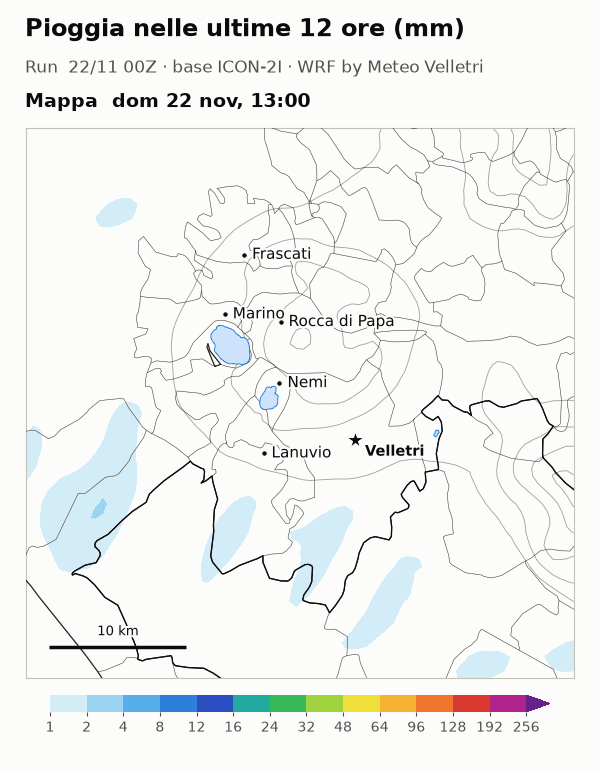 Pioggia nelle ultime 12 ore (mm)
Run 22/11 00Z · base ICON-2I · WRF by Meteo Velletri
Mappa dom 22 nov, 13:00
Frascati
Marino
Rocca di Papa
Nemi
Velletri
Lanuvio
10 km
1 2 4 8 12 16 24 32 48 64 96 128 192 256